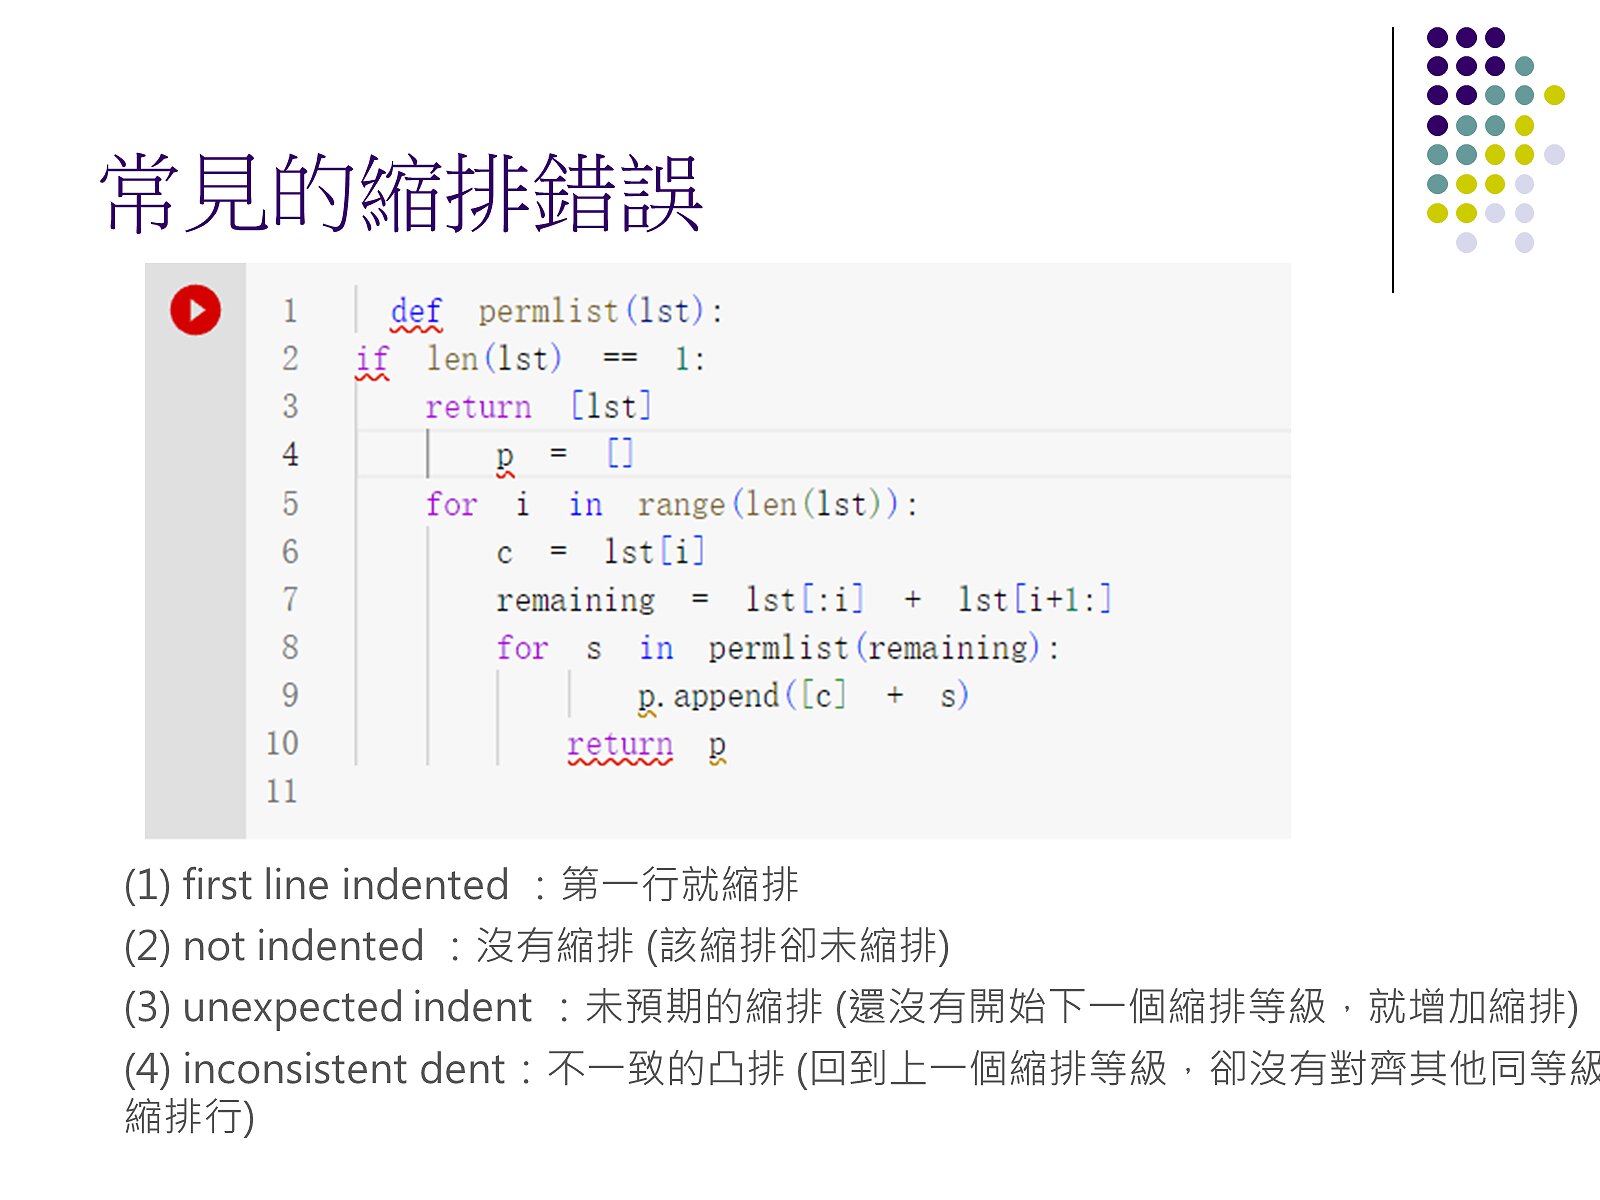 常見的縮排錯誤
1 def permlist(lst):
2 if len(lst) == 1:
3 return [lst]
4 p = []
5 for i in range(len(lst)):
6 c = lst[i]
7 remaining = lst[:i] + lst[i+1:]
8 for s in permlist(remaining):
9 p.append([c] + s)
10 return p
11
(1) first line indented ：第一行就縮排
(2) not indented ：沒有縮排 (該縮排卻未縮排)
(3) unexpected indent ：未預期的縮排 (還沒有開始下一個縮排等級，就增加縮排)
(4) inconsistent dent：不一致的凸排 (回到上一個縮排等級，卻沒有對齊其他同等級
縮排行)